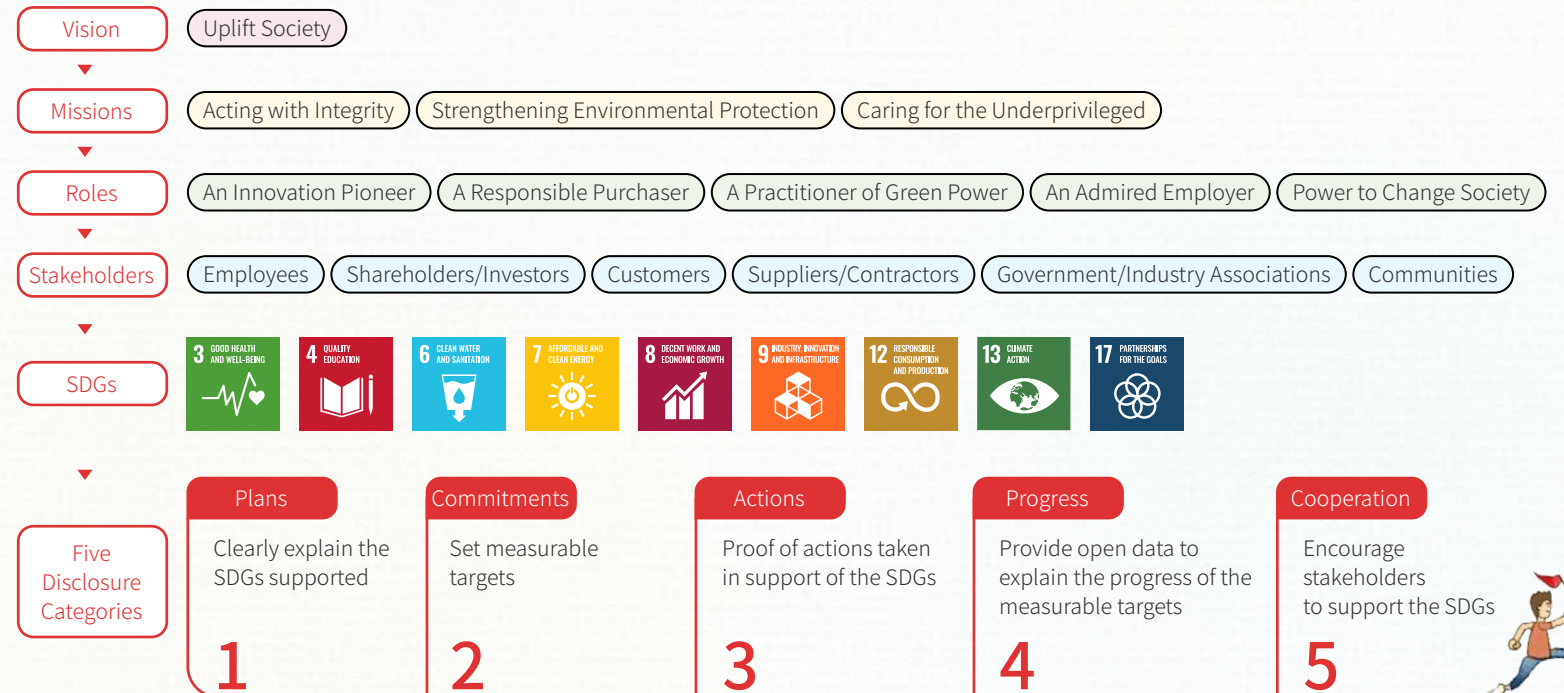 Vision
Uplift Society
Missions
Acting with Integrity
Strengthening Environmental Protection
Caring for the Underprivileged
Roles
An Innovation Pioneer
A Responsible Purchaser
A Practitioner of Green Power
An Admired Employer
Power to Change Society
Stakeholders
Employees
Shareholders/Investors
Customers
Suppliers/Contractors
Government/Industry Associations
Communities
SDGs
3 GOOD HEALTH
AND WELL-BEING
4 QUALITY
EDUCATION
6 CLEAN WATER
AND SANITATION
7 AFFORDABLE AND
CLEAN ENERGY
8 DECENT WORK AND
ECONOMIC GROWTH
9 INDUSTRY, INNOVATION
AND INFRASTRUCTURE
12 RESPONSIBLE
CONSUMPTION
AND PRODUCTION
13 CLIMATE
ACTION
17 PARTNERSHIPS
FOR THE GOALS
Five
Disclosure
Categories
Plans
Clearly explain the
SDGs supported
1
Commitments
Set measurable
targets
2
Actions
Proof of actions taken
in support of the SDGs
3
Progress
Provide open data to
explain the progress of the
measurable targets
4
Cooperation
Encourage
stakeholders
to support the SDGs
5